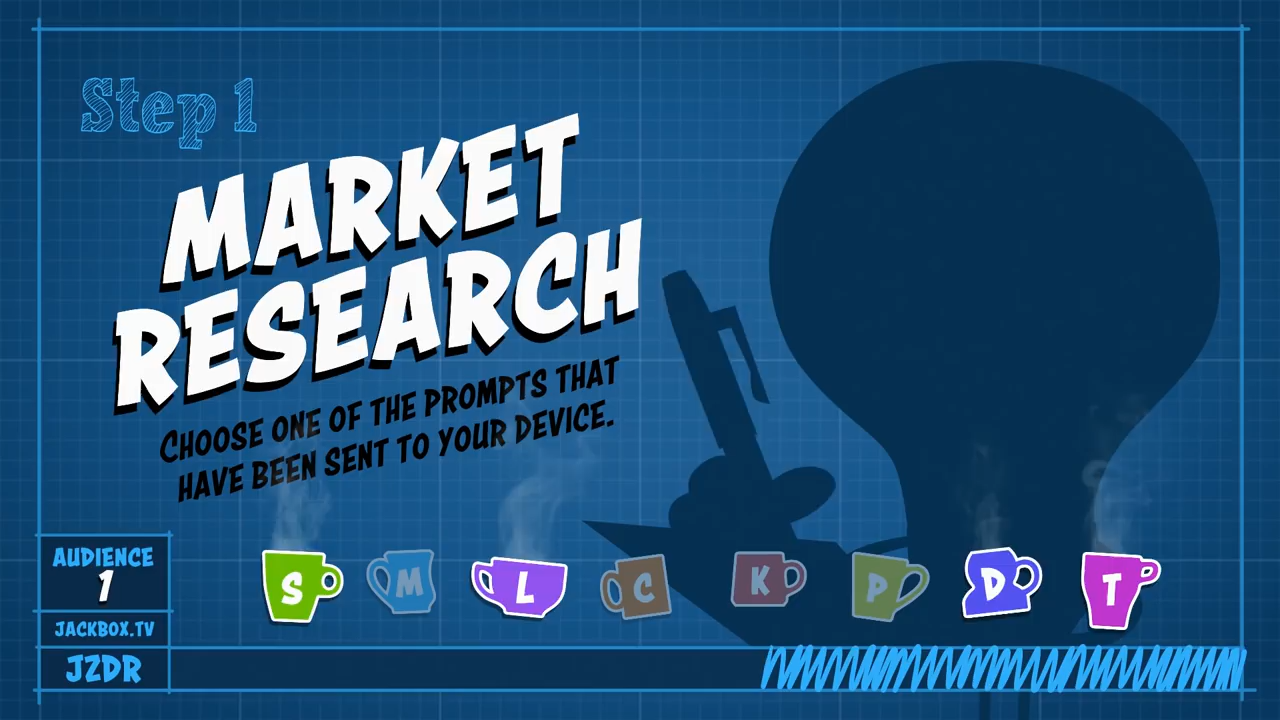 Step 1
MARKET
RESEARCH
CHOOSE ONE OF THE PROMPTS THAT
HAVE BEEN SENT TO YOUR DEVICE.
S M L C K P D T
AUDIENCE
1
JACKBOX.TV
JZDR